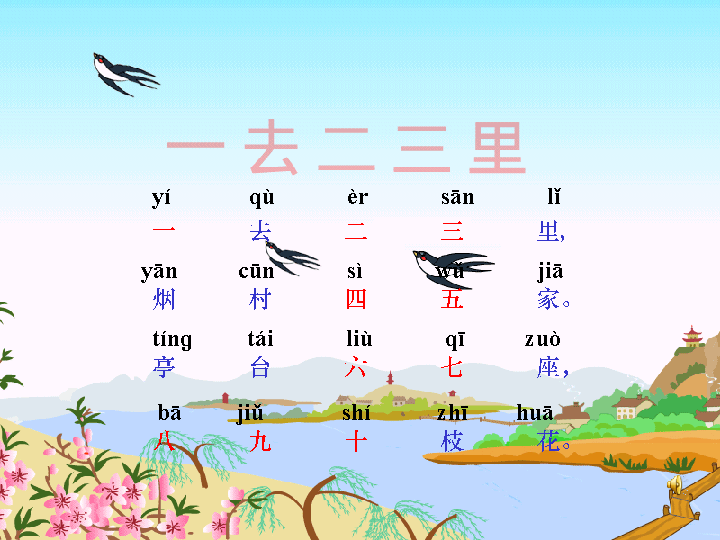 一去二三里
yí qù èr sān lǐ
一 去 二 三 里,
yān cūn sì wǔ jiā
烟 村 四 五 家。
tíng tái liù qī zuò
亭 台 六 七 座，
bā jiǔ shí zhī huā
八 九 十 枝 花。